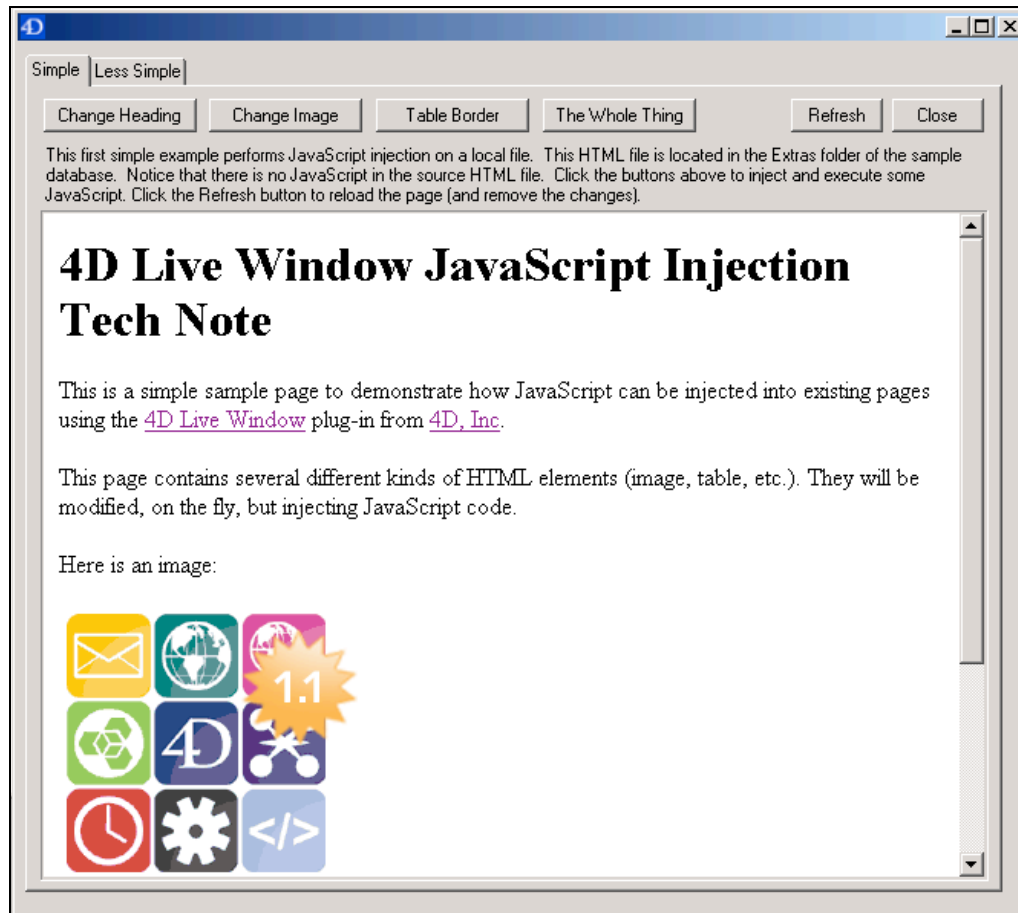 4D
Simple Less Simple
Change Heading Change Image Table Border The Whole Thing Refresh Close
This first simple example performs JavaScript injection on a local file.  This HTML file is located in the Extras folder of the sample
database.  Notice that there is no JavaScript in the source HTML file.  Click the buttons above to inject and execute some
JavaScript. Click the Refresh button to reload the page (and remove the changes).
4D Live Window JavaScript Injection
Tech Note
This is a simple sample page to demonstrate how JavaScript can be injected into existing pages
using the 4D Live Window plug-in from 4D, Inc.
This page contains several different kinds of HTML elements (image, table, etc.). They will be
modified, on the fly, but injecting JavaScript code.
Here is an image:
1.1
4D
</>